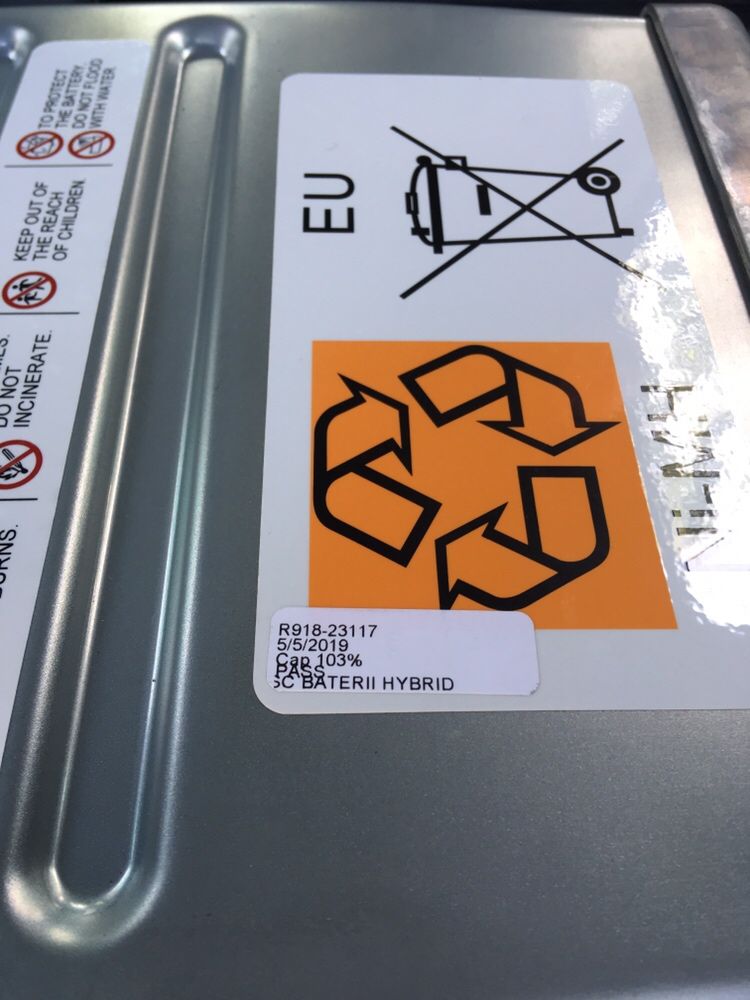 TO PROTECT
THE BATTERY.
DO NOT FLOOD
WITH WATER.
KEEP OUT OF
THE REACH
OF CHILDREN.
DO NOT
INCINERATE.
EU
R918-23117
5/5/2019
Cap 103%
PASS
SC BATERII HYBRID